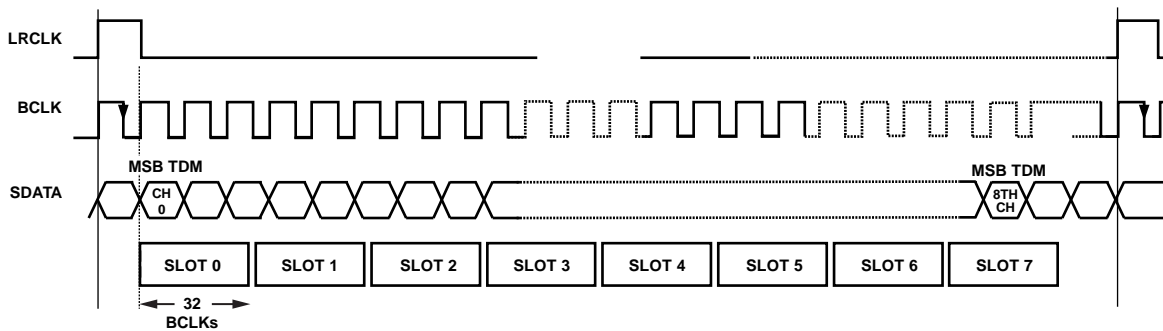 LRCLK
BCLK
MSB TDM
MSB TDM
SDATA
CH
0
8TH
CH
SLOT 0
SLOT 1
SLOT 2
SLOT 3
SLOT 4
SLOT 5
SLOT 6
SLOT 7
32
BCLKs